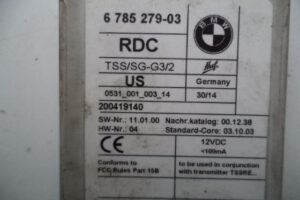 6 785 279-03
BMW
RDC
TSS/SG-G3/2
Huf
US
Germany
0531_001_003_14
30/14
200419140
SW-Nr.: 11.01.00 Nachr.katalog: 00.12.38
HW-Nr.: 04 Standard-Core: 03.10.03
CE
12VDC
<100mA
Conforms to
FCC Rules Part 15B
to be used in conjunction
with transmitter TSSRE...